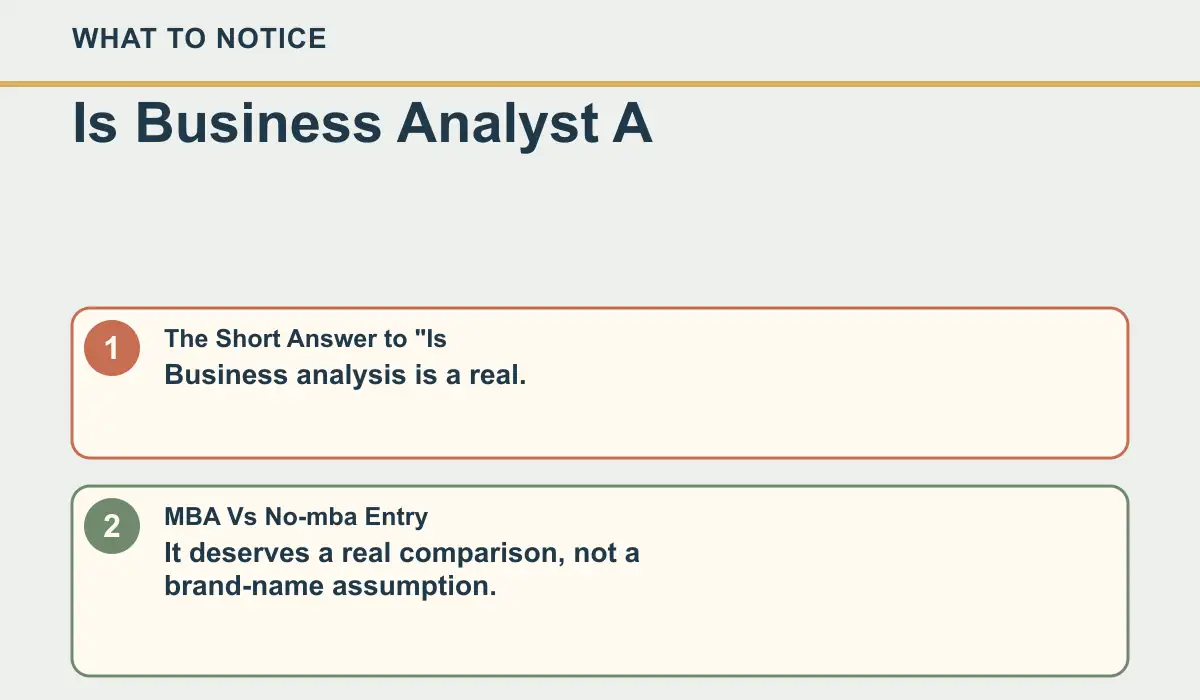 WHAT TO NOTICE
Is Business Analyst A
1
The Short Answer to "Is
Business analysis is a real.
2
MBA Vs No-mba Entry
It deserves a real comparison, not a
brand-name assumption.